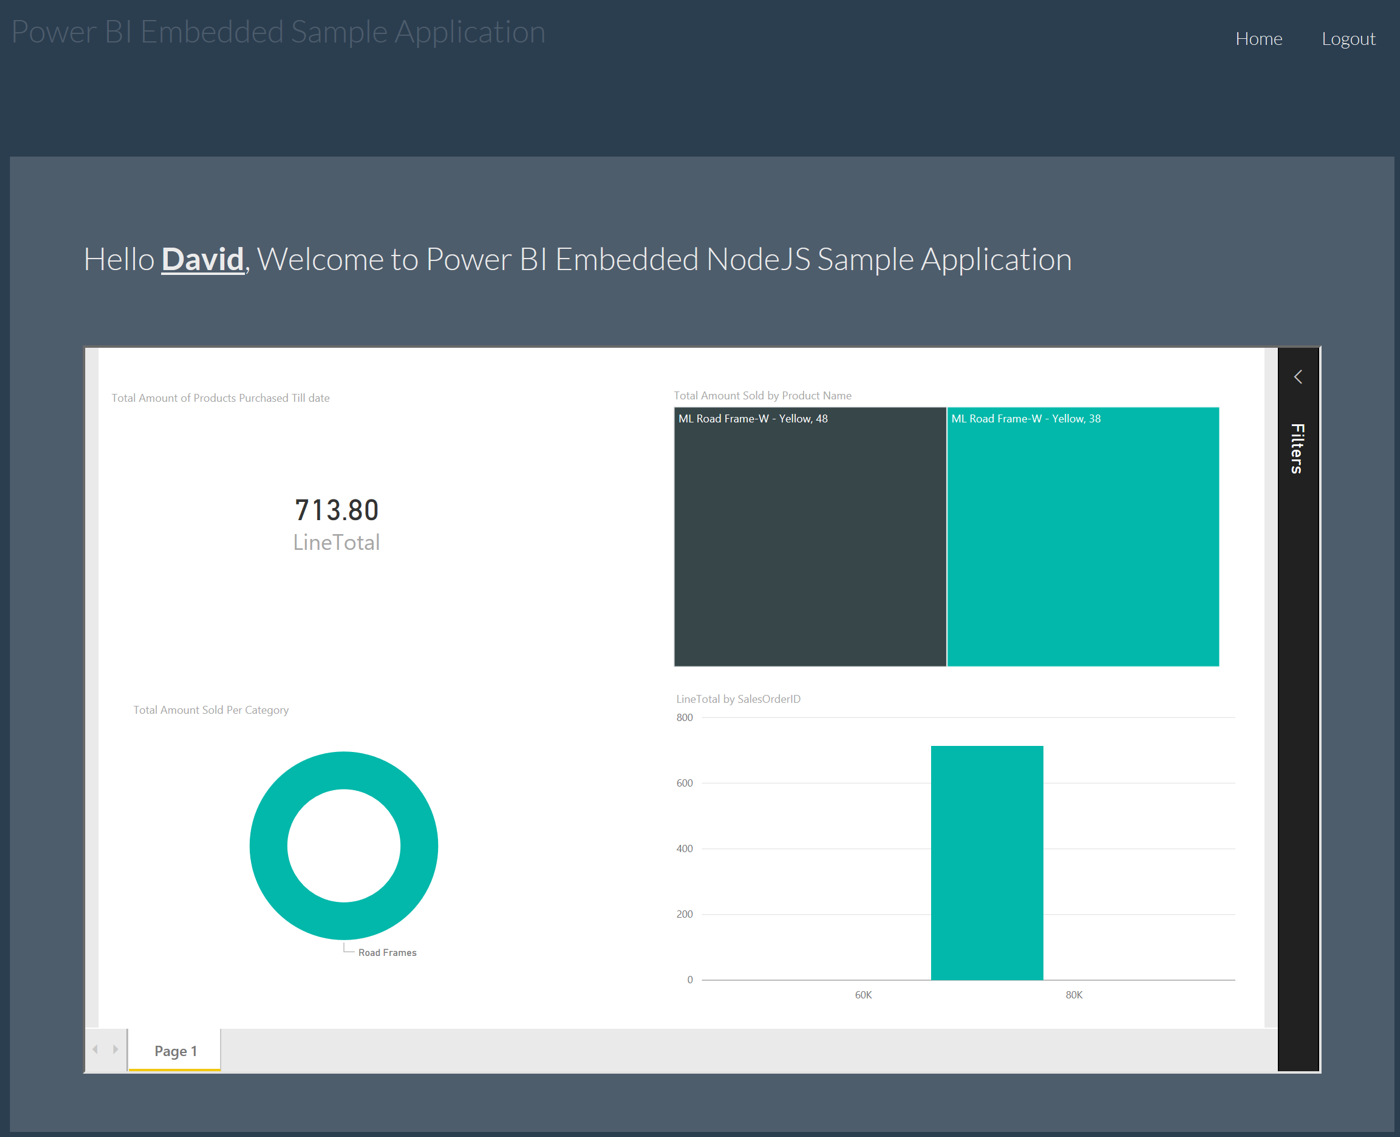 Power BI Embedded Sample Application
Home
Logout
Hello David, Welcome to Power BI Embedded NodeJS Sample Application
Total Amount of Products Purchased Till date
713.80
LineTotal
Total Amount Sold by Product Name
ML Road Frame-W - Yellow, 48
ML Road Frame-W - Yellow, 38
Filters
Total Amount Sold Per Category
Road Frames
LineTotal by SalesOrderID
800
600
400
200
0
60K
80K
Page 1